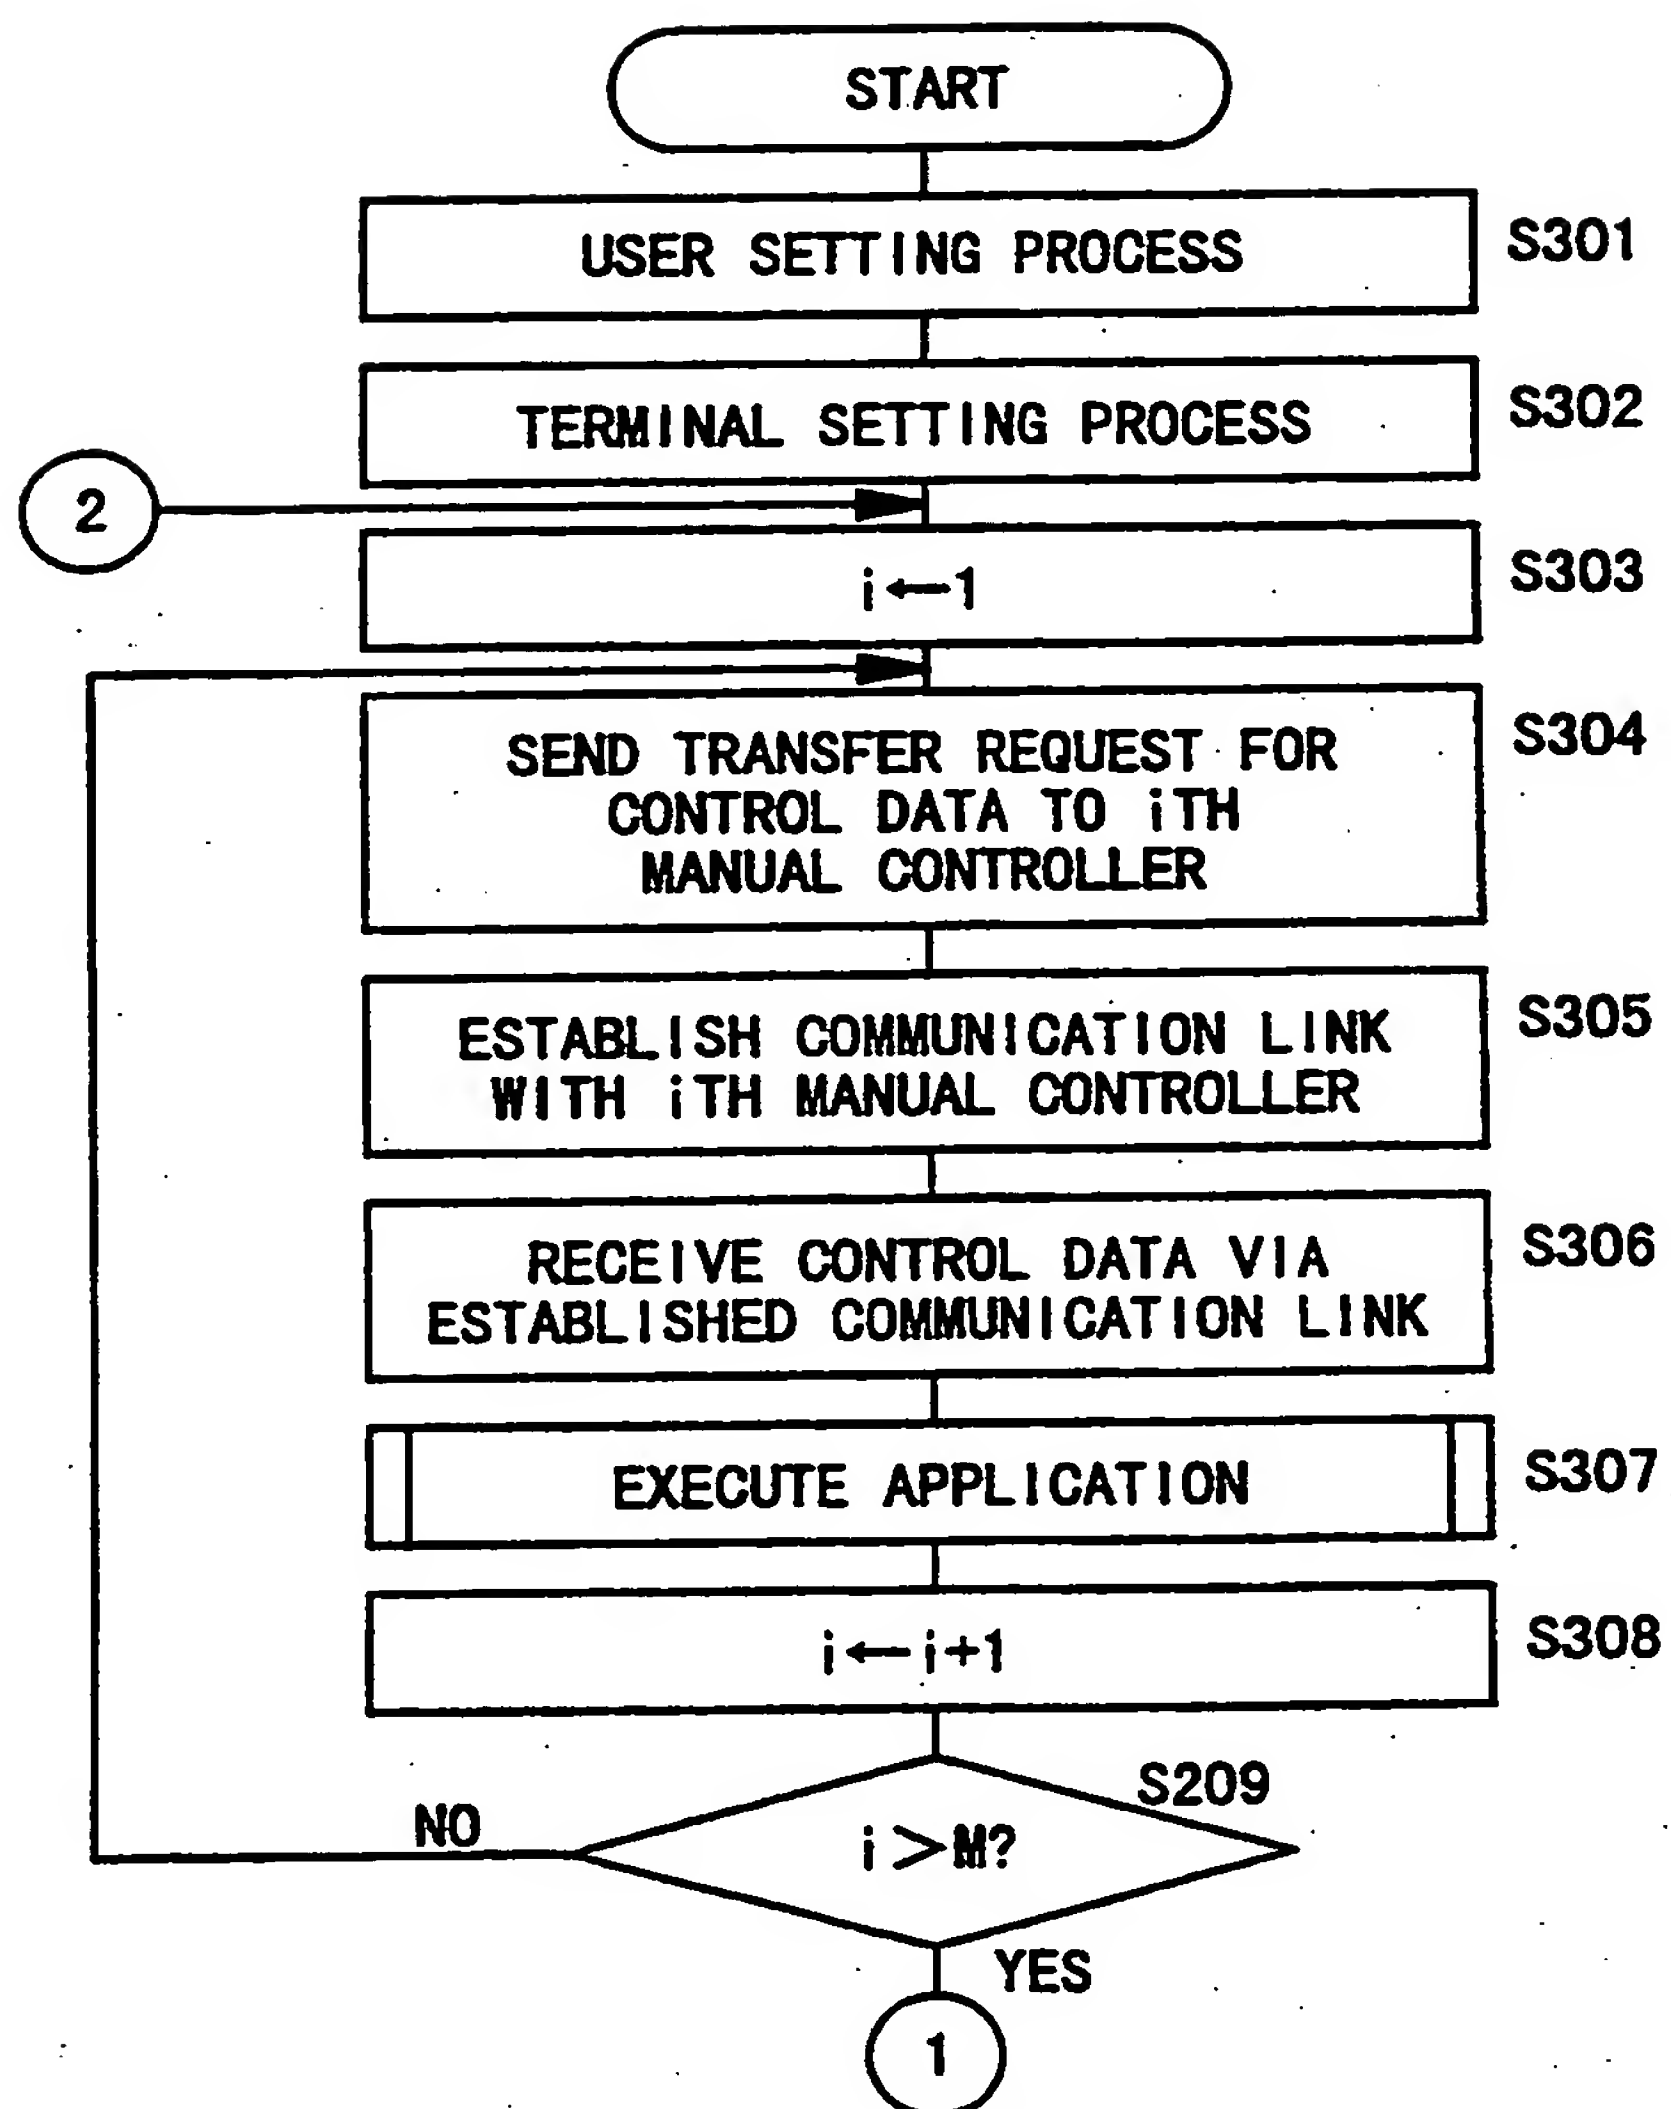 START
USER SETTING PROCESS
S301
TERMINAL SETTING PROCESS
S302
2
i←1
S303
SEND TRANSFER REQUEST FOR
CONTROL DATA TO iTH
MANUAL CONTROLLER
S304
ESTABLISH COMMUNICATION LINK
WITH iTH MANUAL CONTROLLER
S305
RECEIVE CONTROL DATA VIA
ESTABLISHED COMMUNICATION LINK
S306
EXECUTE APPLICATION
S307
i←i+1
S308
S209
NO
i>M?
YES
1